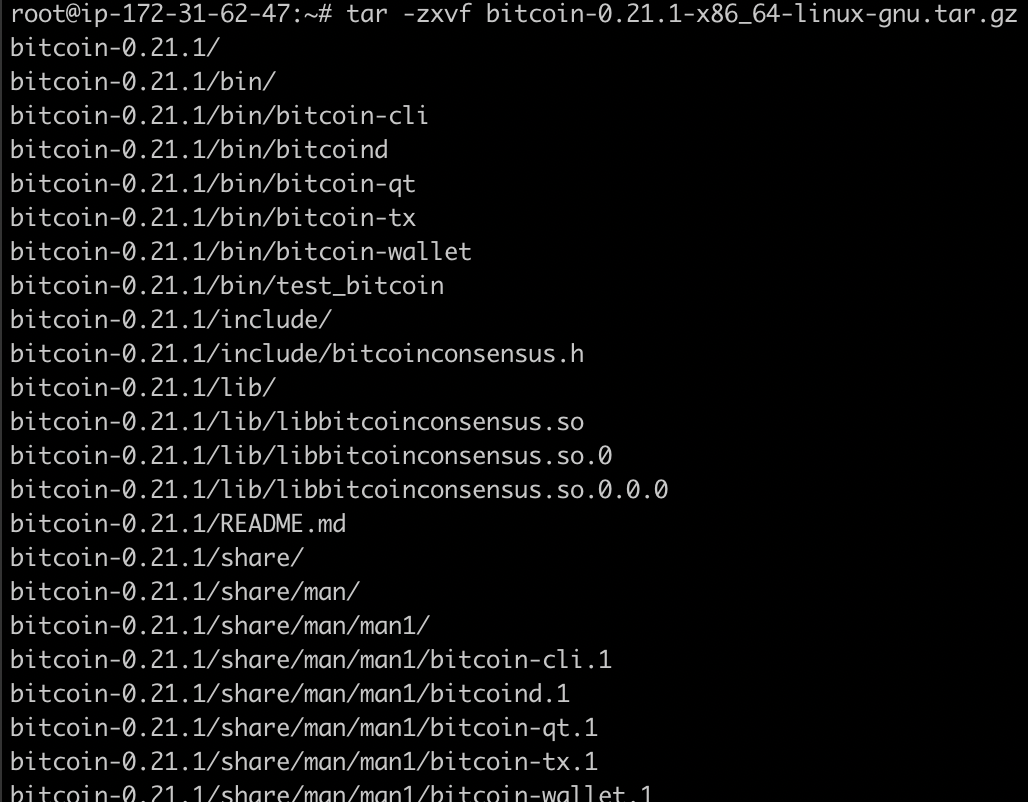 root@ip-172-31-62-47:~# tar -zxvf bitcoin-0.21.1-x86_64-linux-gnu.tar.gz
bitcoin-0.21.1/
bitcoin-0.21.1/bin/
bitcoin-0.21.1/bin/bitcoin-cli
bitcoin-0.21.1/bin/bitcoind
bitcoin-0.21.1/bin/bitcoin-qt
bitcoin-0.21.1/bin/bitcoin-tx
bitcoin-0.21.1/bin/bitcoin-wallet
bitcoin-0.21.1/bin/test_bitcoin
bitcoin-0.21.1/include/
bitcoin-0.21.1/include/bitcoinconsensus.h
bitcoin-0.21.1/lib/
bitcoin-0.21.1/lib/libbitcoinconsensus.so
bitcoin-0.21.1/lib/libbitcoinconsensus.so.0
bitcoin-0.21.1/lib/libbitcoinconsensus.so.0.0.0
bitcoin-0.21.1/README.md
bitcoin-0.21.1/share/
bitcoin-0.21.1/share/man/
bitcoin-0.21.1/share/man/man1/
bitcoin-0.21.1/share/man/man1/bitcoin-cli.1
bitcoin-0.21.1/share/man/man1/bitcoind.1
bitcoin-0.21.1/share/man/man1/bitcoin-qt.1
bitcoin-0.21.1/share/man/man1/bitcoin-tx.1
bitcoin-0.21.1/share/man/man1/bitcoin-wallet.1